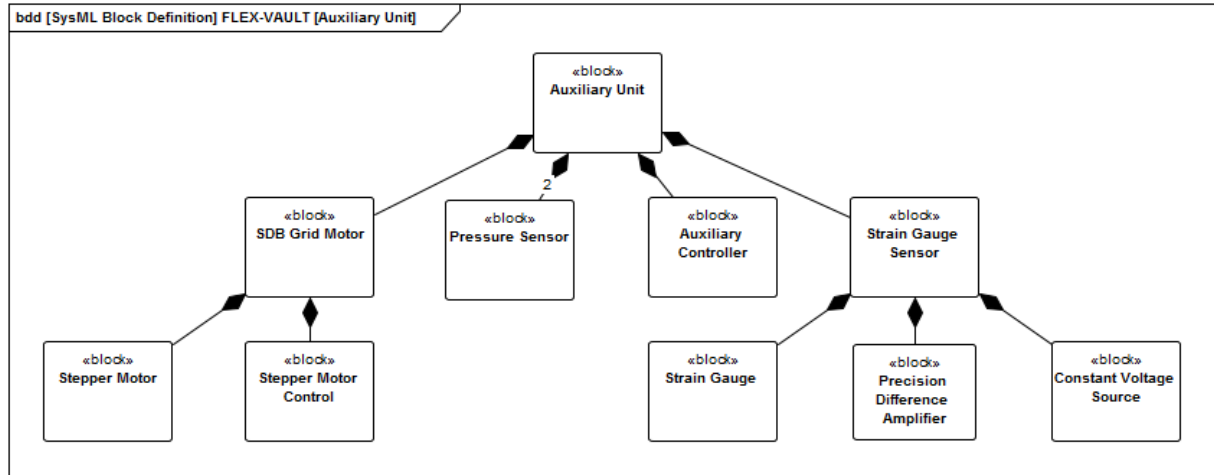 bdd [SysML Block Definition] FLEX-VAULT [Auxiliary Unit]
«block»
Auxiliary Unit
2
«block»
SDB Grid Motor
«block»
Pressure Sensor
«block»
Auxiliary
Controller
«block»
Strain Gauge
Sensor
«block»
Stepper Motor
«block»
Stepper Motor
Control
«block»
Strain Gauge
«block»
Precision
Difference
Amplifier
«block»
Constant Voltage
Source